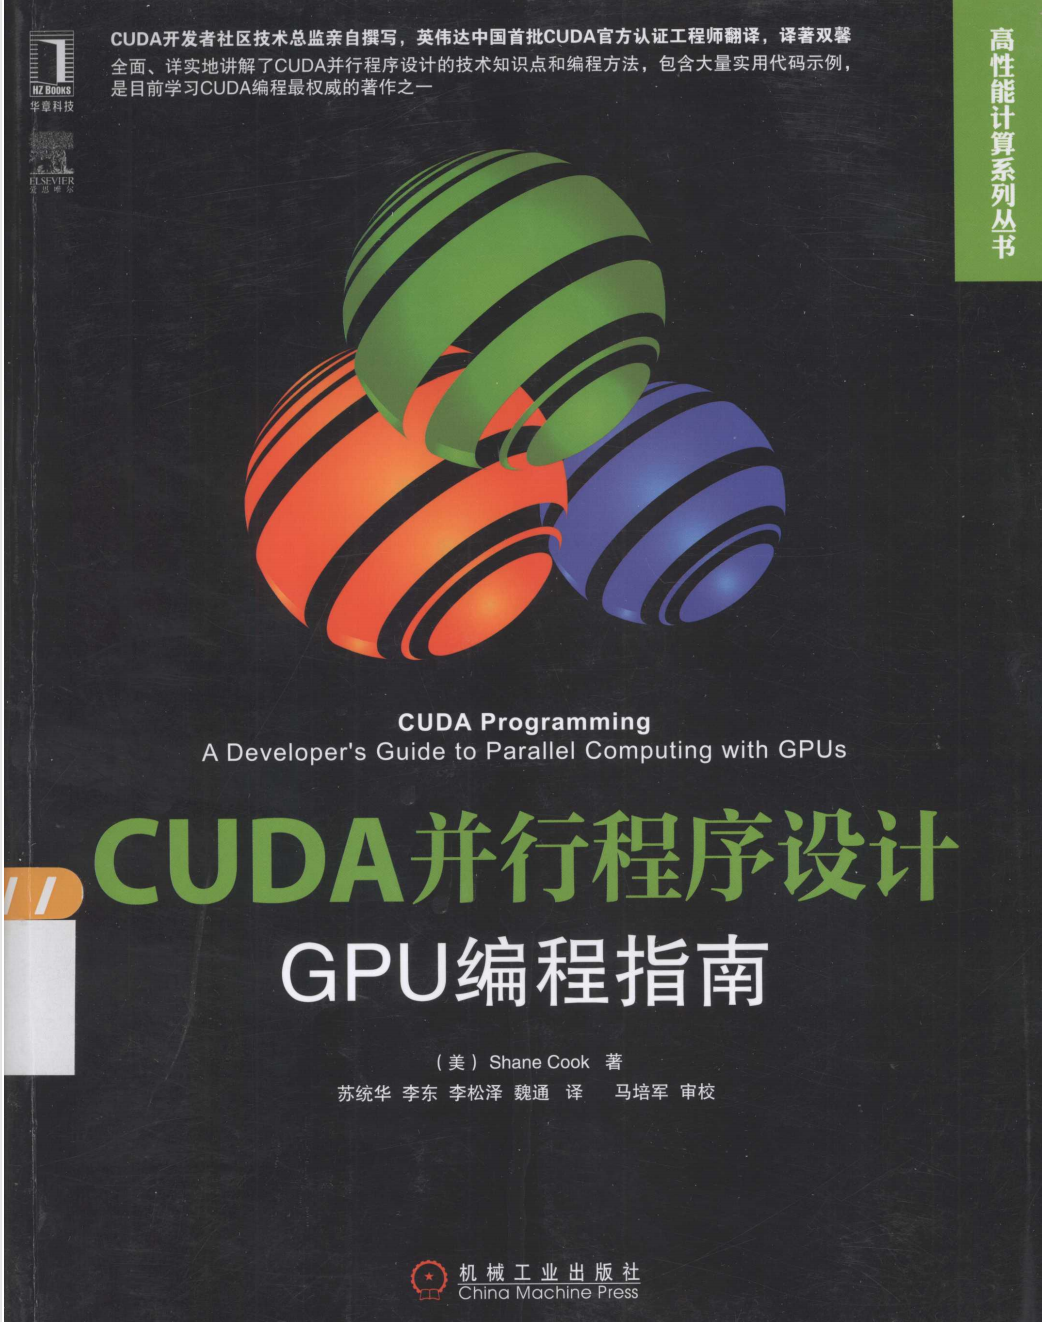 CUDA开发者社区技术总监亲自撰写，英伟达中国首批CUDA官方认证工程师翻译，译著双馨
全面、详实地讲解了CUDA并行程序设计的技术知识点和编程方法，包含大量实用代码示例，
是目前学习CUDA编程最权威的著作之一
HZ BOOKS
华章科技
ELSEVIER
爱思唯尔
高性能计算系列丛书
CUDA Programming
A Developer's Guide to Parallel Computing with GPUs
CUDA并行程序设计
GPU编程指南
（美）Shane Cook 著
苏统华 李东 李松泽 魏通 译 马培军 审校
机械工业出版社
China Machine Press